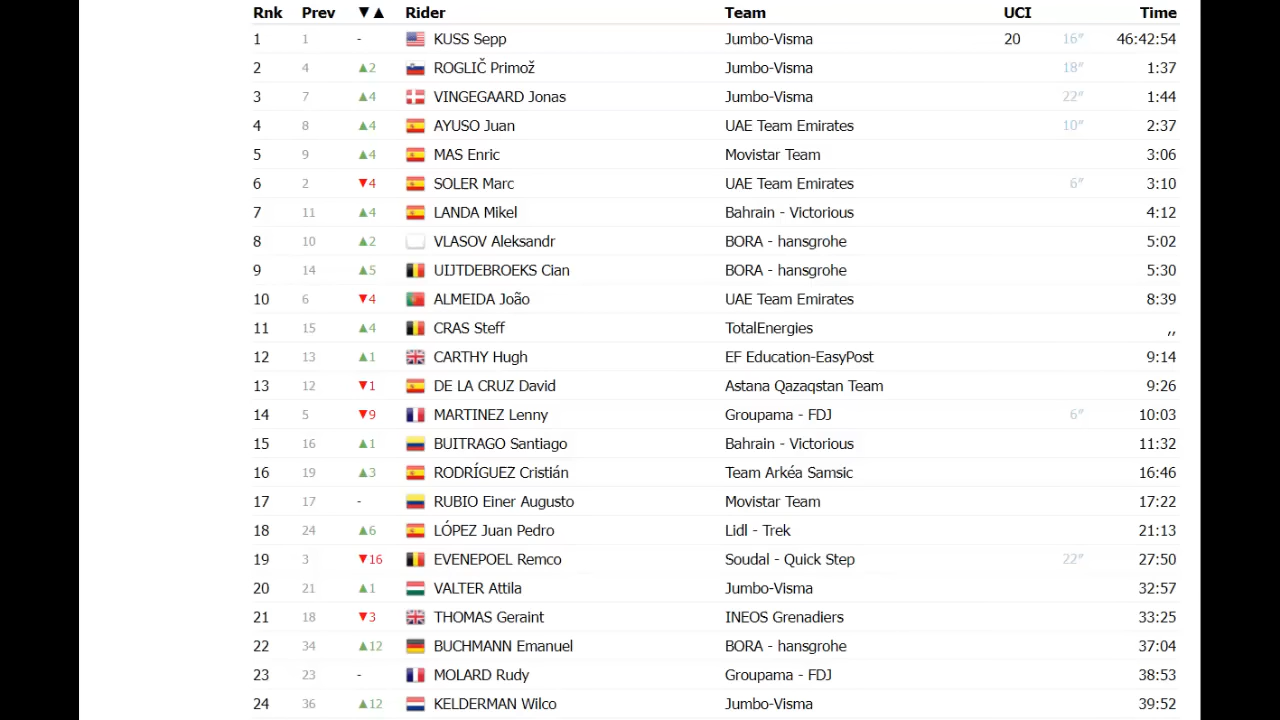 Rnk Prev ▼▲ Rider Team UCI Time
1 1 - KUSS Sepp Jumbo-Visma 20 16″ 46:42:54
2 4 ▲2 ROGLIČ Primož Jumbo-Visma 18″ 1:37
3 7 ▲4 VINGEGAARD Jonas Jumbo-Visma 22″ 1:44
4 8 ▲4 AYUSO Juan UAE Team Emirates 10″ 2:37
5 9 ▲4 MAS Enric Movistar Team 3:06
6 2 ▼4 SOLER Marc UAE Team Emirates 6″ 3:10
7 11 ▲4 LANDA Mikel Bahrain - Victorious 4:12
8 10 ▲2 VLASOV Aleksandr BORA - hansgrohe 5:02
9 14 ▲5 UIJTDEBROEKS Cian BORA - hansgrohe 5:30
10 6 ▼4 ALMEIDA João UAE Team Emirates 8:39
11 15 ▲4 CRAS Steff TotalEnergies ,,
12 13 ▲1 CARTHY Hugh EF Education-EasyPost 9:14
13 12 ▼1 DE LA CRUZ David Astana Qazaqstan Team 9:26
14 5 ▼9 MARTINEZ Lenny Groupama - FDJ 6″ 10:03
15 16 ▲1 BUITRAGO Santiago Bahrain - Victorious 11:32
16 19 ▲3 RODRÍGUEZ Cristián Team Arkéa Samsic 16:46
17 17 - RUBIO Einer Augusto Movistar Team 17:22
18 24 ▲6 LÓPEZ Juan Pedro Lidl - Trek 21:13
19 3 ▼16 EVENEPOEL Remco Soudal - Quick Step 22″ 27:50
20 21 ▲1 VALTER Attila Jumbo-Visma 32:57
21 18 ▼3 THOMAS Geraint INEOS Grenadiers 33:25
22 34 ▲12 BUCHMANN Emanuel BORA - hansgrohe 37:04
23 23 - MOLARD Rudy Groupama - FDJ 38:53
24 36 ▲12 KELDERMAN Wilco Jumbo-Visma 39:52